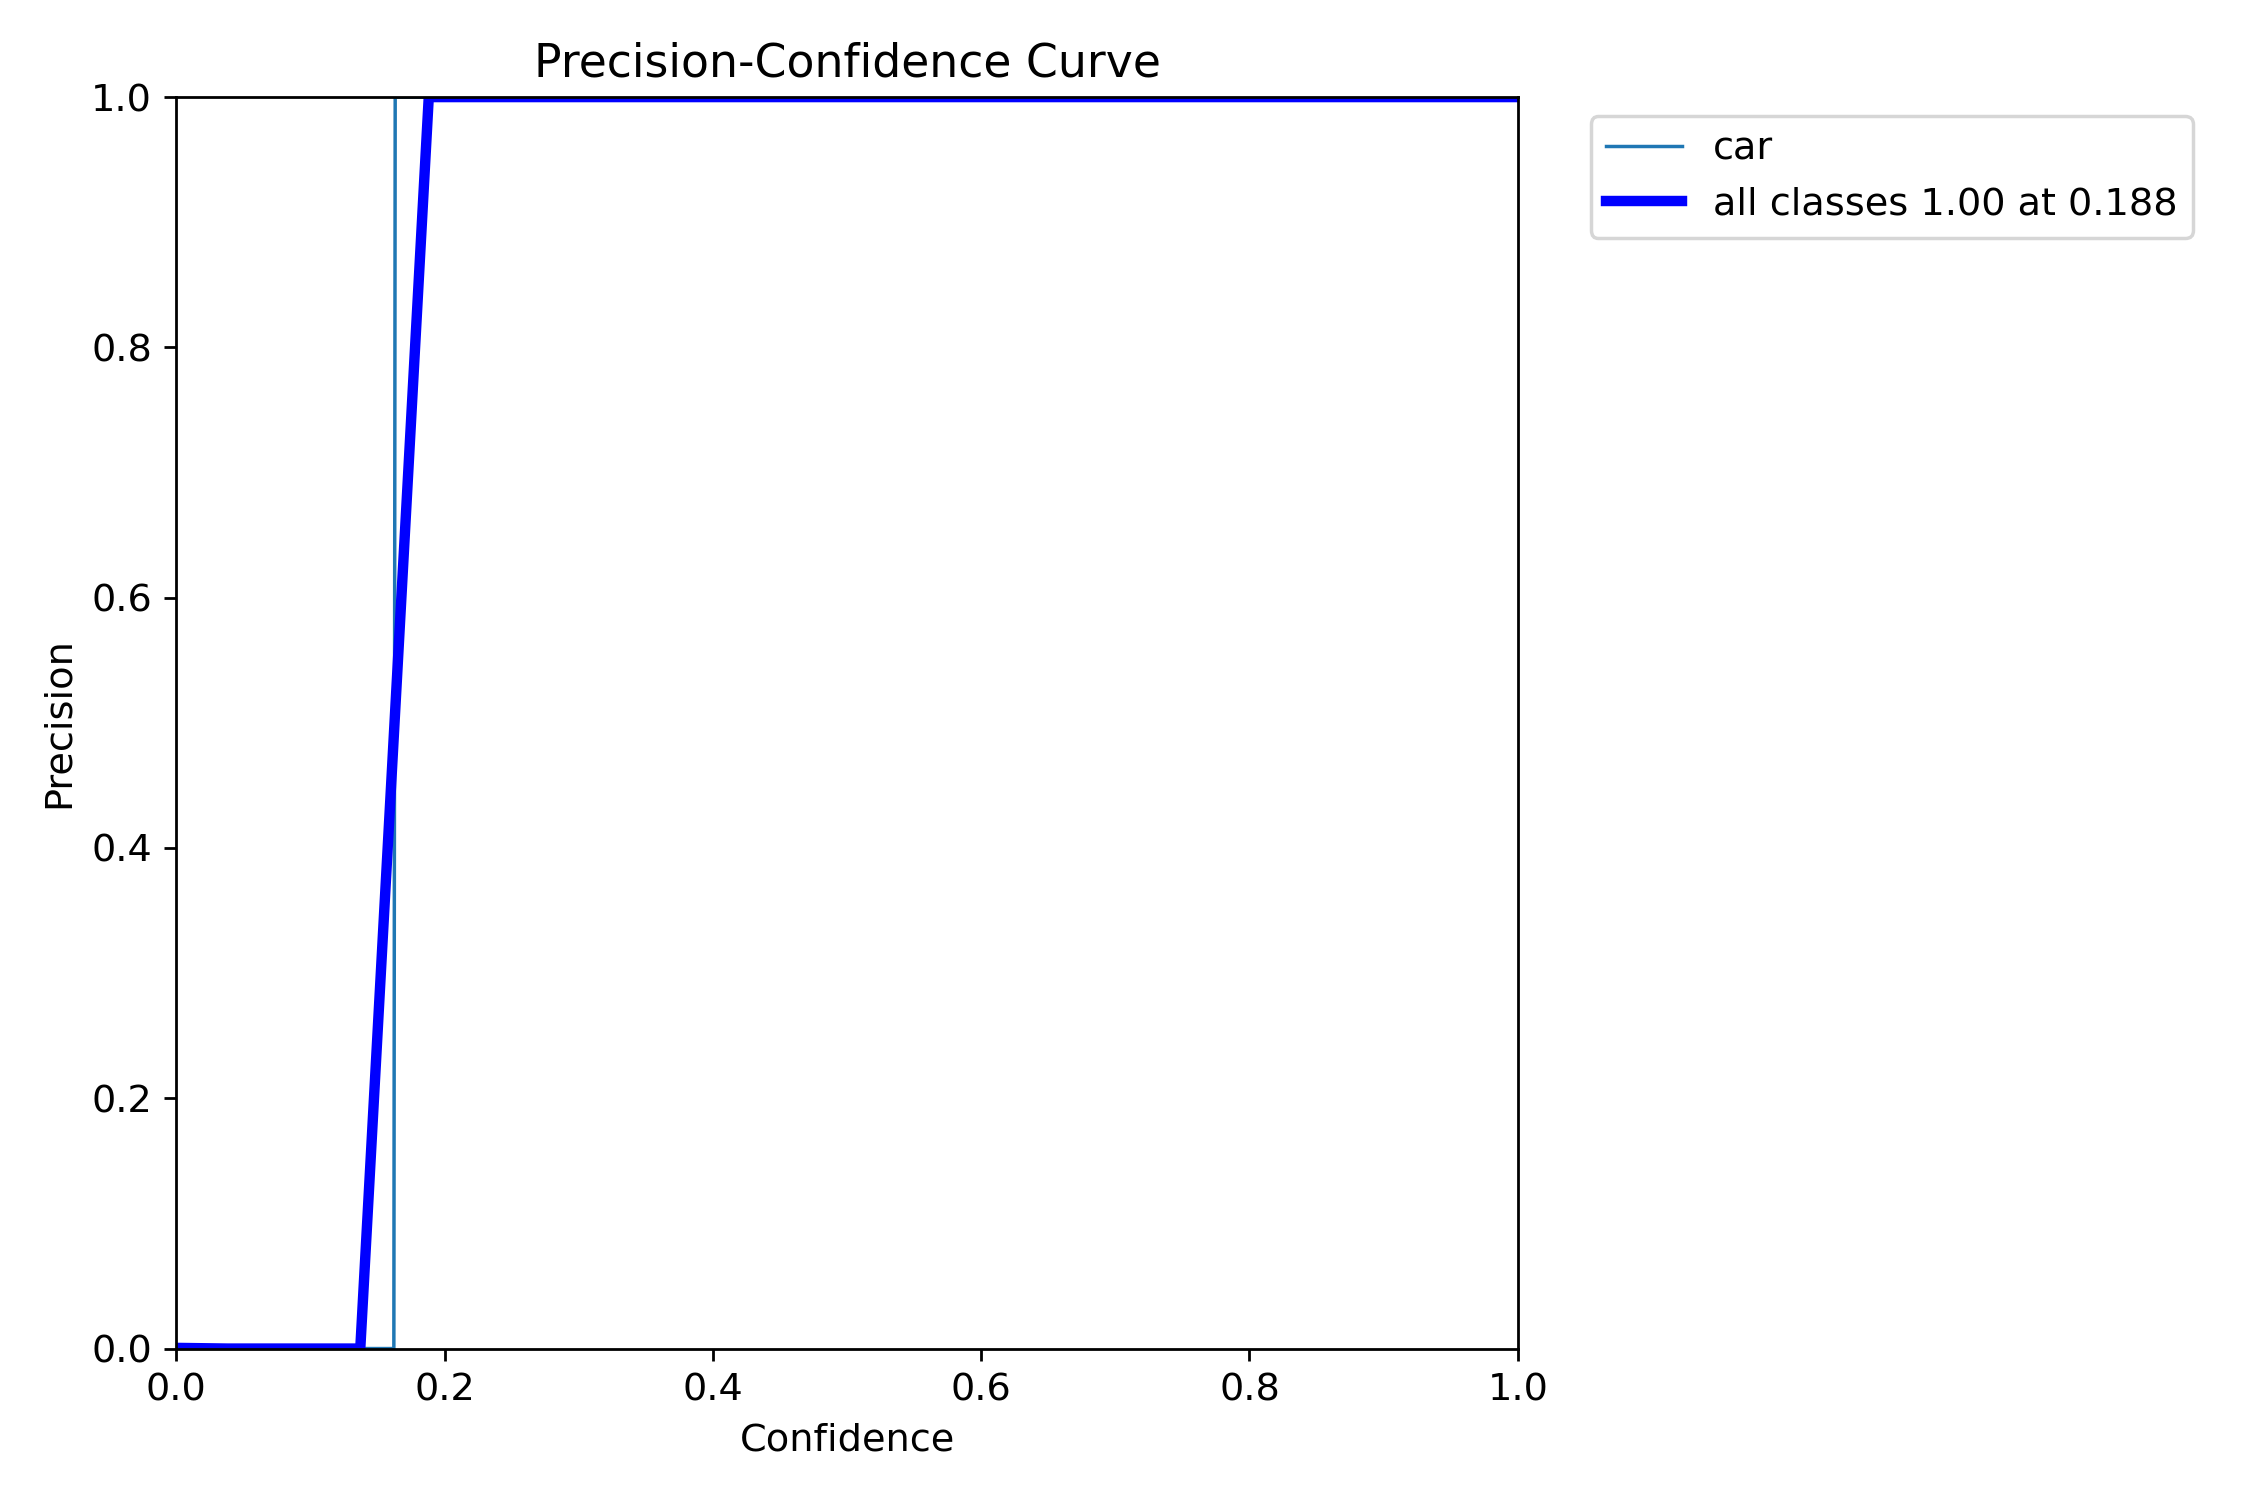 Precision-Confidence Curve
car
all classes 1.00 at 0.188
1.0
0.8
0.6
0.4
0.2
0.0
Precision
0.0 0.2 0.4 0.6 0.8 1.0
Confidence